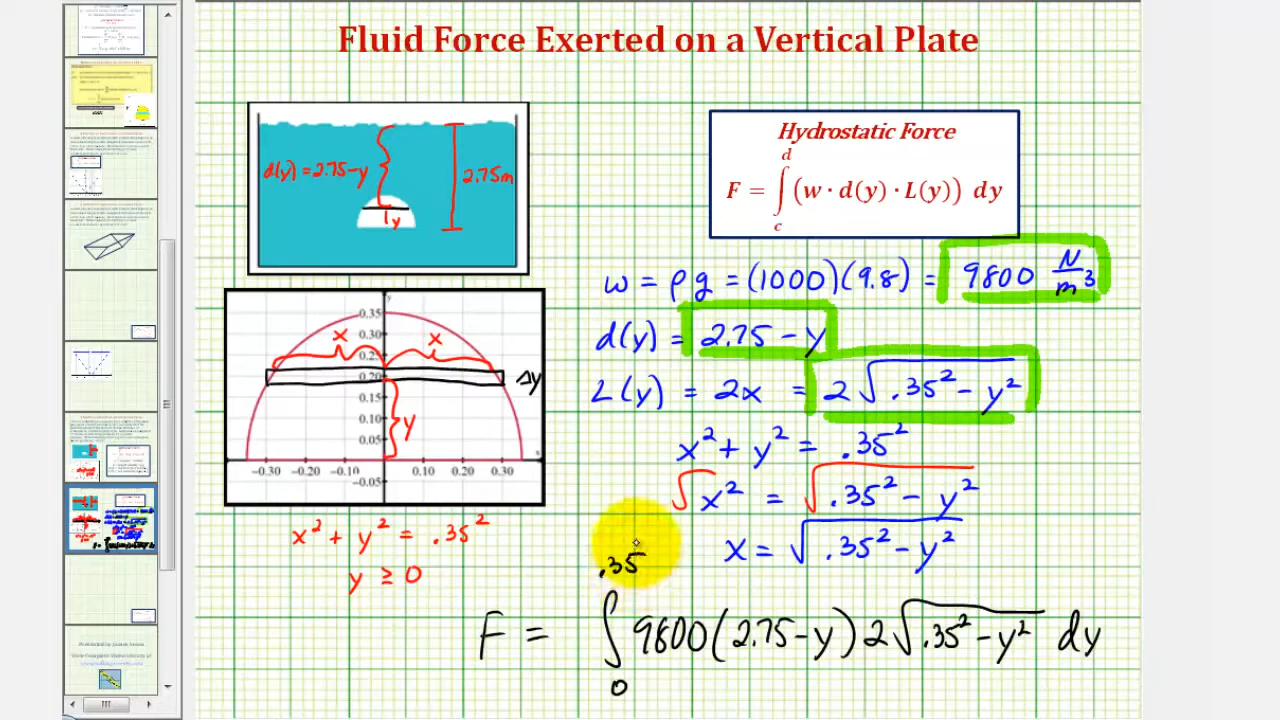 Fluid Force Exerted on a Vertical Plate
d(y) = 2.75 - y
2.75 m
y
Hydrostatic Force
F = ∫_c^d (w · d(y) · L(y)) dy
w = ρg = (1000)(9.8) = 9800 N/m³
d(y) = 2.75 - y
L(y) = 2x = 2√(.35² - y²)
x² + y² = .35²
√x² = √(.35² - y²)
x = √(.35² - y²)
y
0.35
0.30
0.25
0.20
0.15
0.10
0.05
-0.05
x
x
Δy
y
x
-0.30 -0.20 -0.10 0.10 0.20 0.30
x² + y² = .35²
y ≥ 0
F = ∫_0^.35 9800(2.75 - y) 2√(.35² - y²) dy